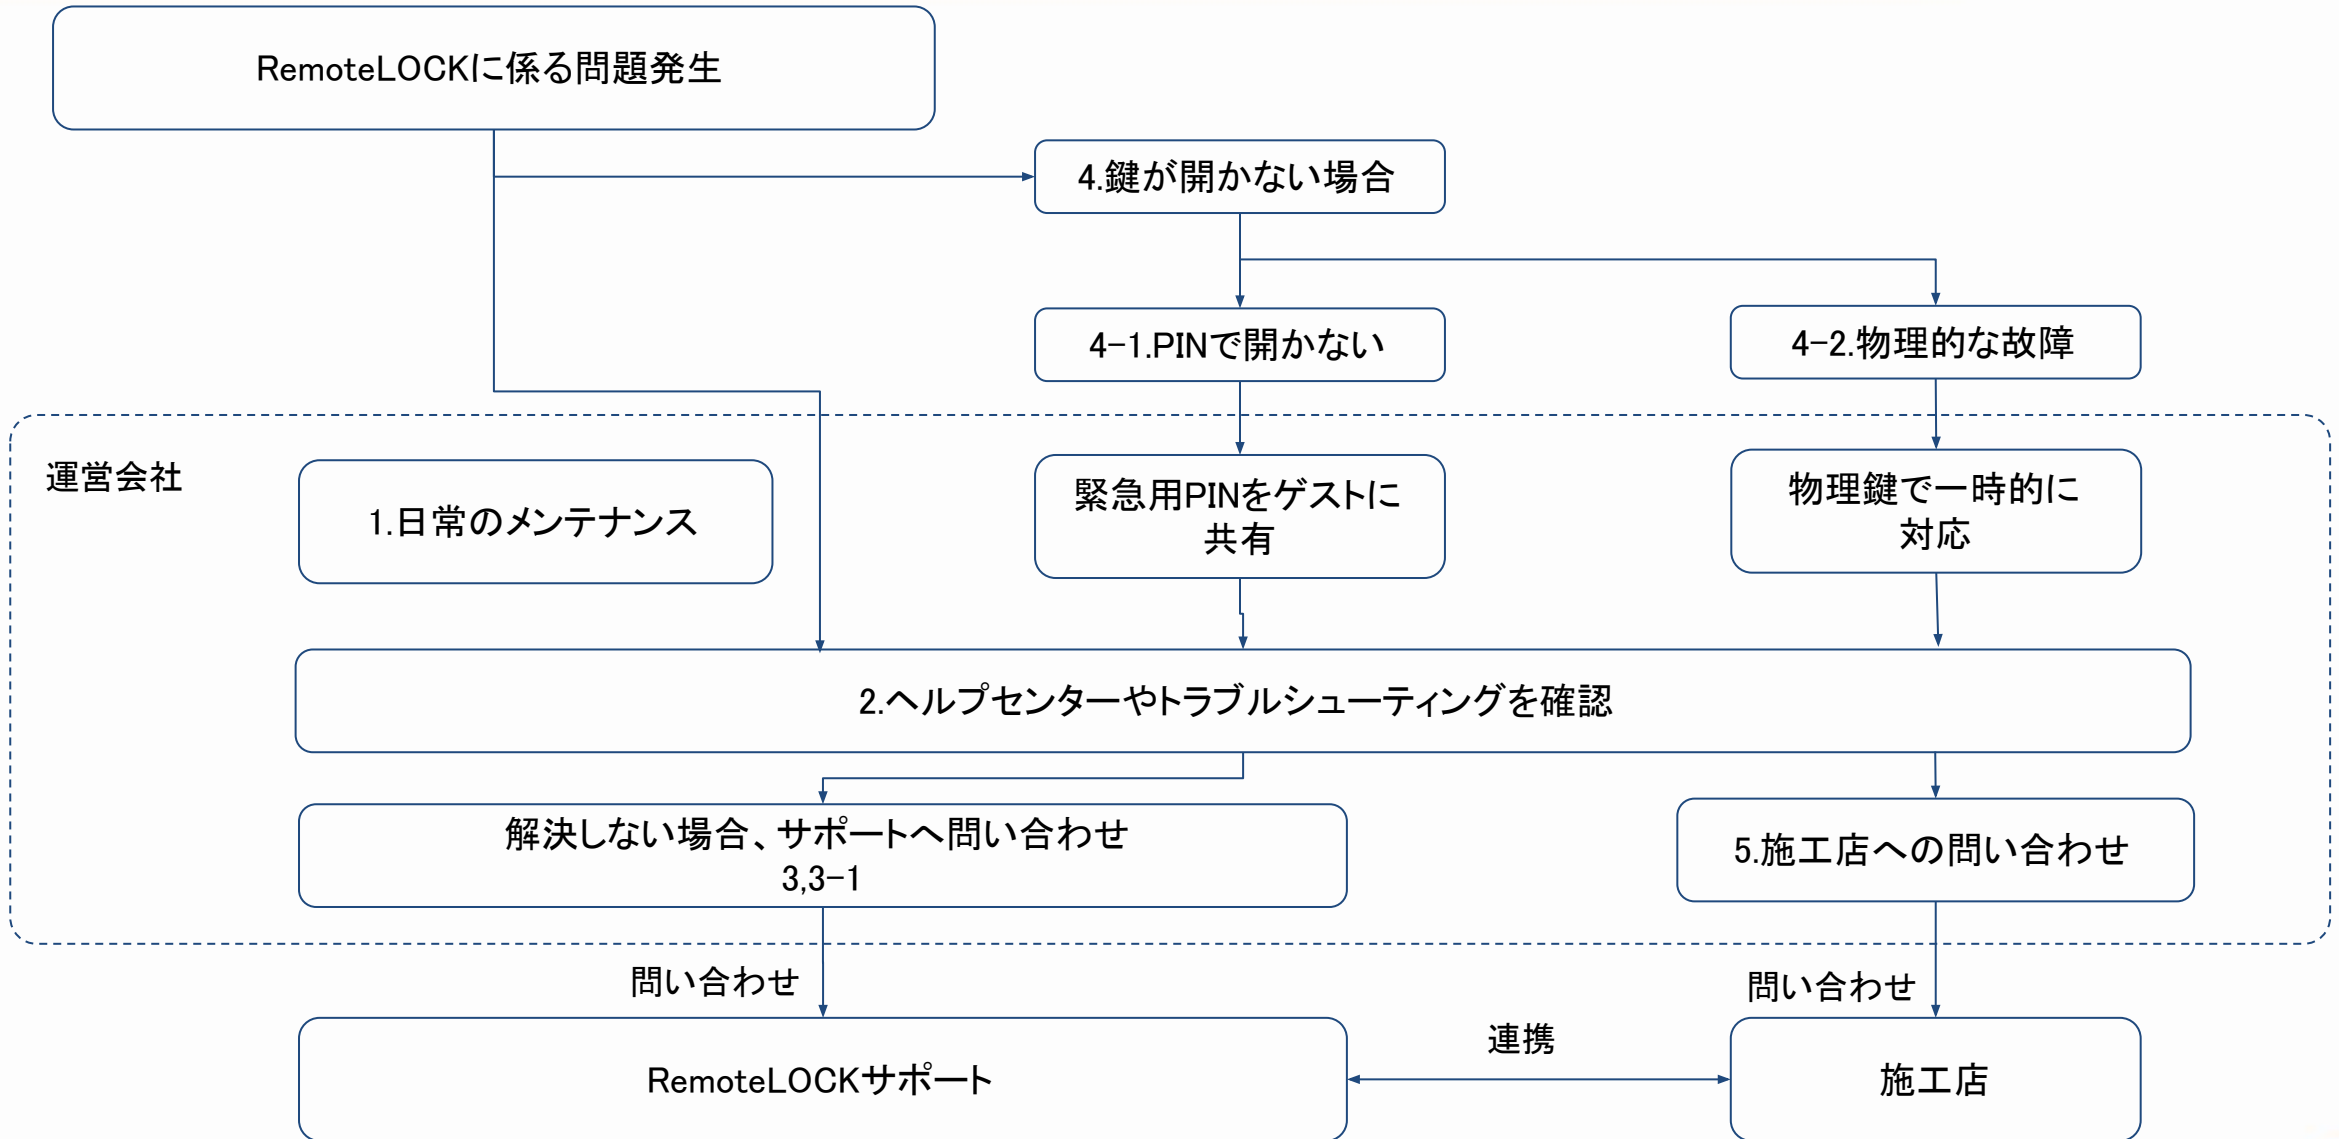 RemoteLOCKに係る問題発生
4.鍵が開かない場合
4-1.PINで開かない
4-2.物理的な故障
運営会社
1.日常のメンテナンス
緊急用PINをゲストに
共有
物理鍵で一時的に
対応
2.ヘルプセンターやトラブルシューティングを確認
解決しない場合、サポートへ問い合わせ
3,3-1
5.施工店への問い合わせ
問い合わせ
問い合わせ
RemoteLOCKサポート
連携
施工店